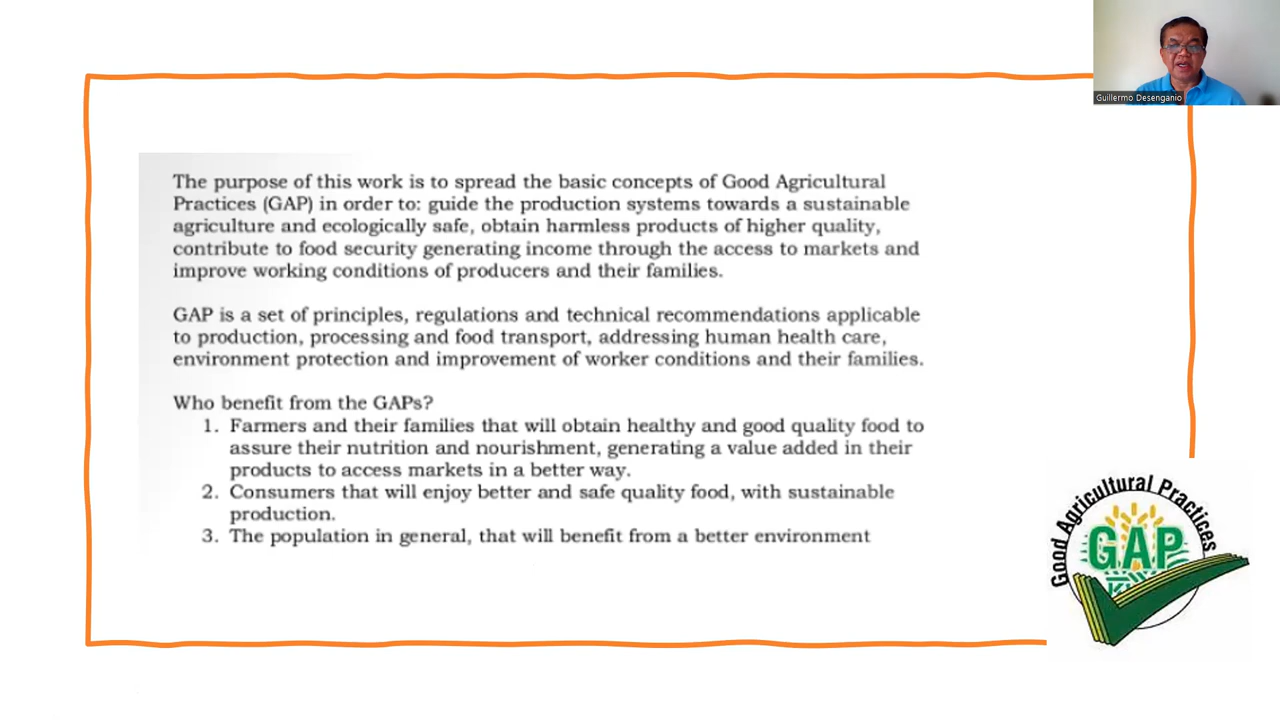 Guillermo Desenganio
The purpose of this work is to spread the basic concepts of Good Agricultural
Practices (GAP) in order to: guide the production systems towards a sustainable
agriculture and ecologically safe, obtain harmless products of higher quality,
contribute to food security generating income through the access to markets and
improve working conditions of producers and their families.
GAP is a set of principles, regulations and technical recommendations applicable
to production, processing and food transport, addressing human health care,
environment protection and improvement of worker conditions and their families.
Who benefit from the GAPs?
1. Farmers and their families that will obtain healthy and good quality food to
assure their nutrition and nourishment, generating a value added in their
products to access markets in a better way.
2. Consumers that will enjoy better and safe quality food, with sustainable
production.
3. The population in general, that will benefit from a better environment
Good Agricultural Practices
GAP